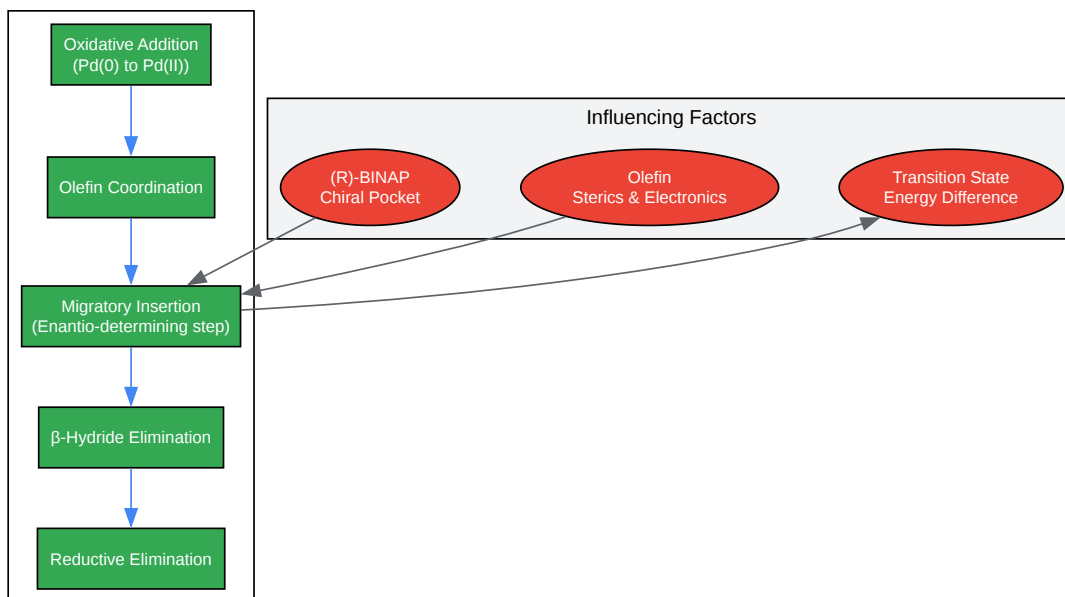 Oxidative Addition
(Pd(0) to Pd(II))
Olefin Coordination
Migratory Insertion
(Enantio-determining step)
β-Hydride Elimination
Reductive Elimination
Influencing Factors
(R)-BINAP
Chiral Pocket
Olefin
Sterics & Electronics
Transition State
Energy Difference